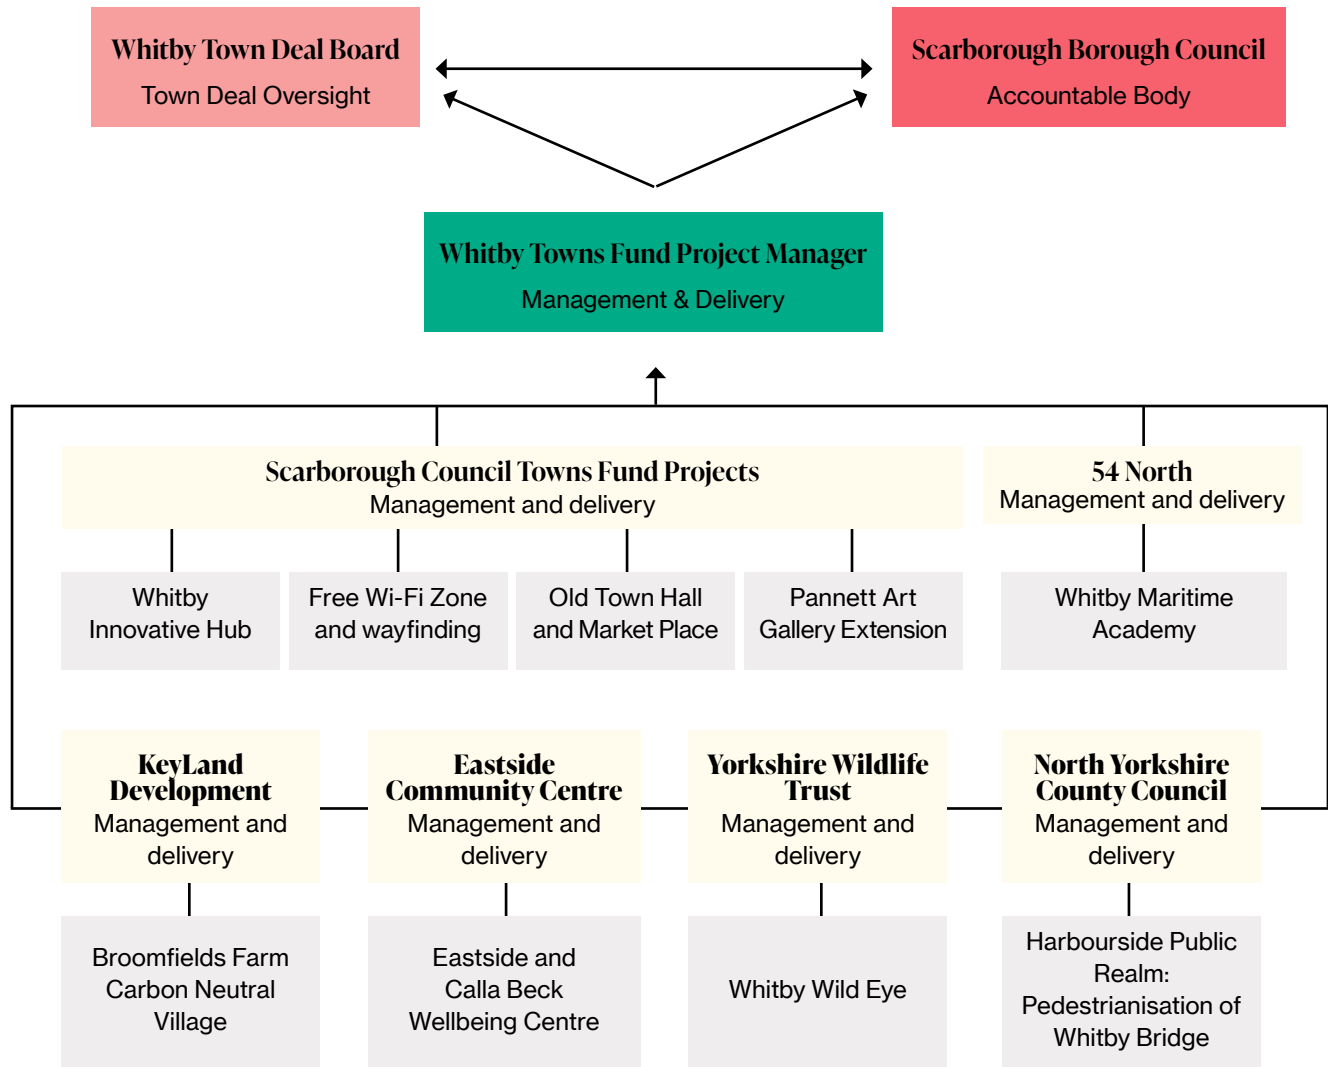 Whitby Town Deal Board
Town Deal Oversight
Scarborough Borough Council
Accountable Body
Whitby Towns Fund Project Manager
Management & Delivery
Scarborough Council Towns Fund Projects
Management and delivery
54 North
Management and delivery
Whitby
Innovative Hub
Free Wi-Fi Zone
and wayfinding
Old Town Hall
and Market Place
Pannett Art
Gallery Extension
Whitby Maritime
Academy
KeyLand
Development
Management and
delivery
Eastside
Community Centre
Management and
delivery
Yorkshire Wildlife
Trust
Management and
delivery
North Yorkshire
County Council
Management and
delivery
Broomfields Farm
Carbon Neutral
Village
Eastside and
Calla Beck
Wellbeing Centre
Whitby Wild Eye
Harbourside Public
Realm:
Pedestrianisation of
Whitby Bridge